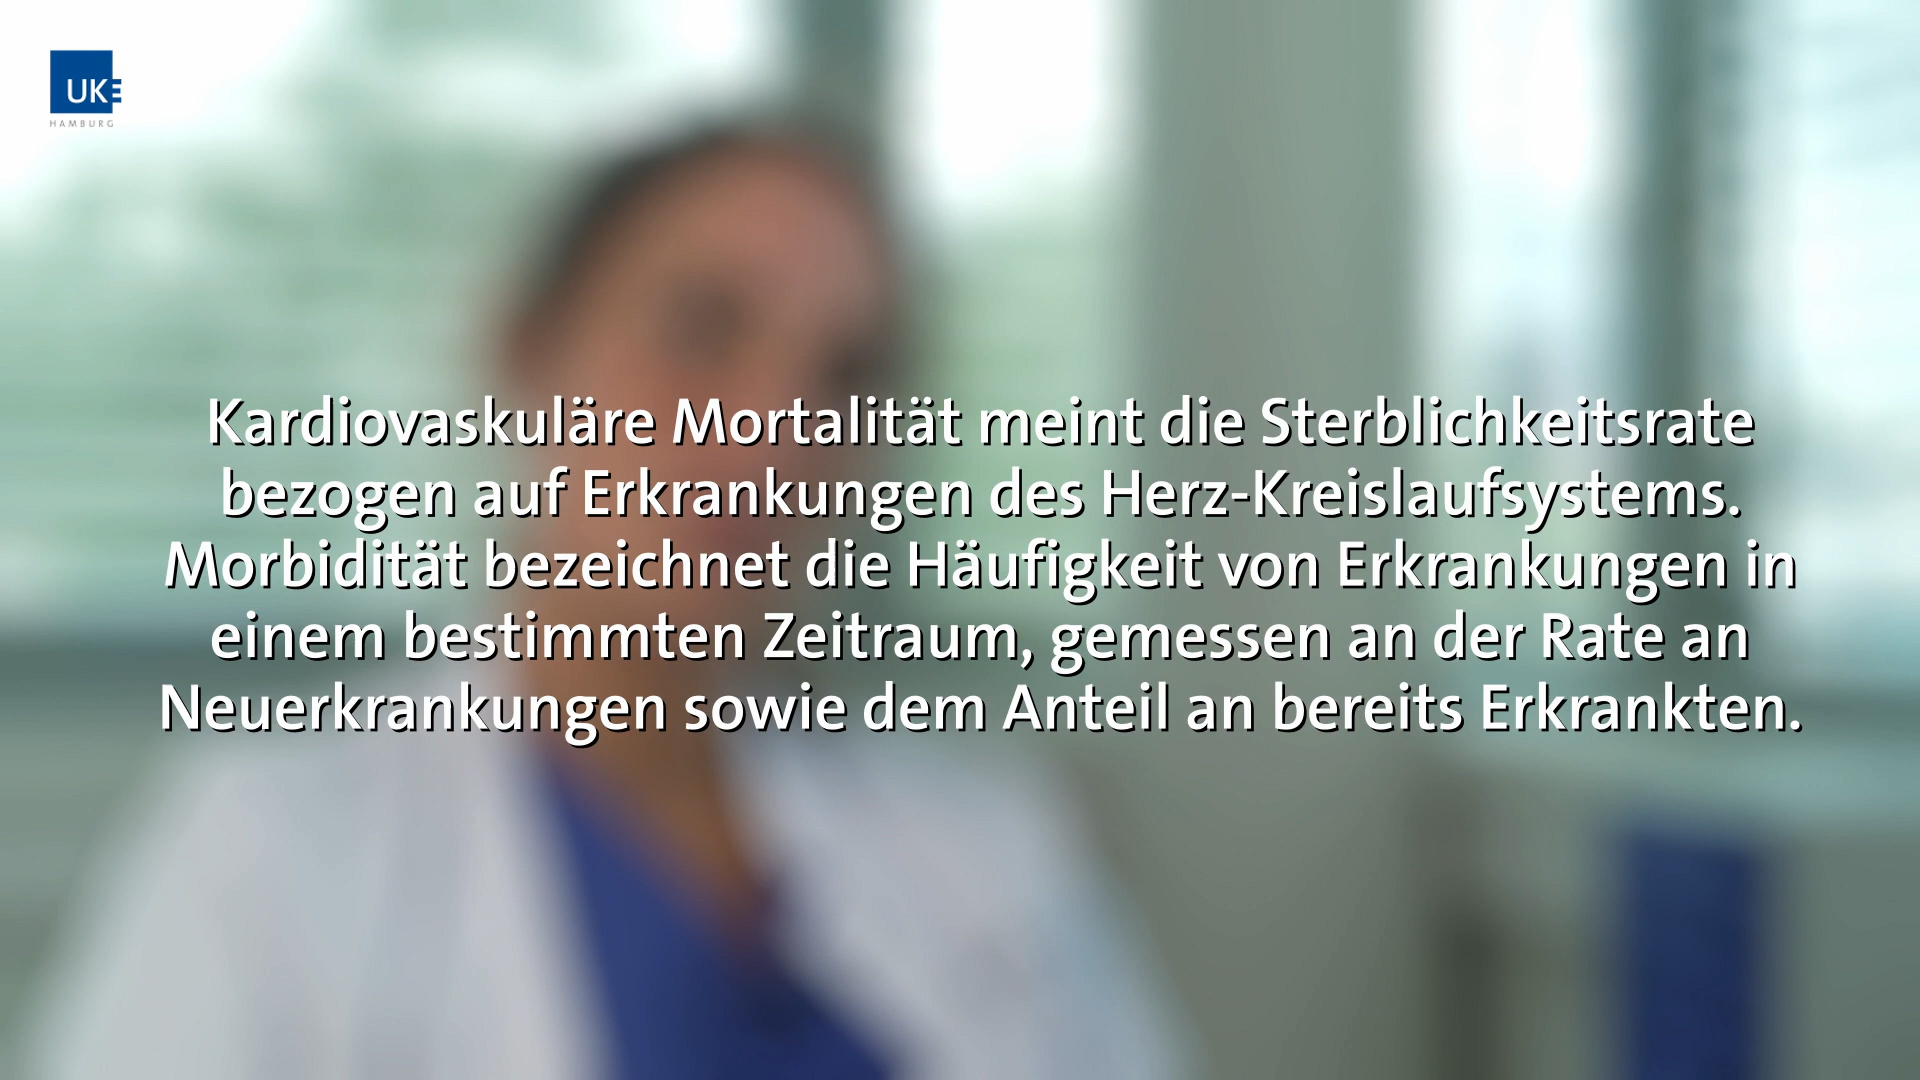 UKE
HAMBURG
Kardiovaskuläre Mortalität meint die Sterblichkeitsrate
bezogen auf Erkrankungen des Herz-Kreislaufsystems.
Morbidität bezeichnet die Häufigkeit von Erkrankungen in
einem bestimmten Zeitraum, gemessen an der Rate an
Neuerkrankungen sowie dem Anteil an bereits Erkrankten.